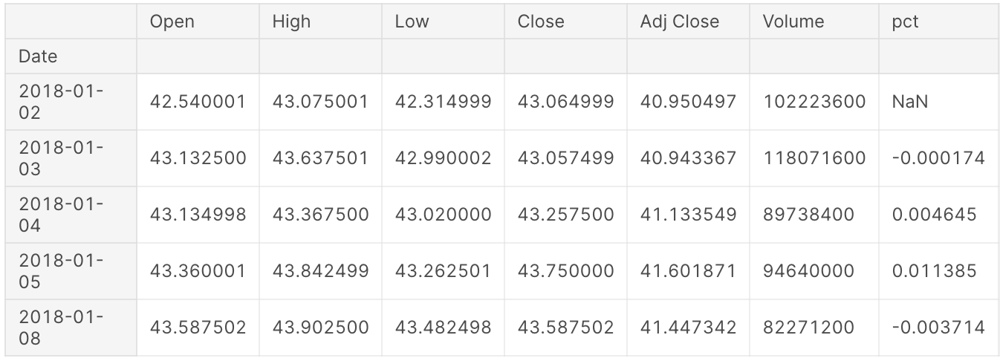 Open High Low Close Adj Close Volume pct
Date
2018-01-
02 42.540001 43.075001 42.314999 43.064999 40.950497 102223600 NaN
2018-01-
03 43.132500 43.637501 42.990002 43.057499 40.943367 118071600 -0.000174
2018-01-
04 43.134998 43.367500 43.020000 43.257500 41.133549 89738400 0.004645
2018-01-
05 43.360001 43.842499 43.262501 43.750000 41.601871 94640000 0.011385
2018-01-
08 43.587502 43.902500 43.482498 43.587502 41.447342 82271200 -0.003714